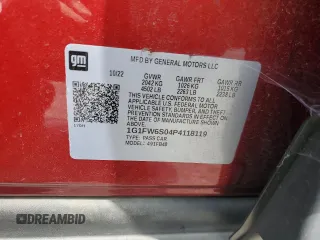 gm
MFD BY GENERAL MOTORS LLC
10/22
GVWR
2042 KG
4502 LB
GAWR FRT
1026 KG
2263 LB
GAWR RR
1015 KG
2238 LB
THIS VEHICLE CONFORMS TO ALL
APPLICABLE U.S. FEDERAL MOTOR
VEHICLE SAFETY, BUMPER, AND
THEFT PREVENTION STANDARDS IN
EFFECT ON THE DATE OF
MANUFACTURE SHOWN ABOVE.
1G1FW6S04P4118119
TYPE: PASS CAR
MODEL:
DREAMBID